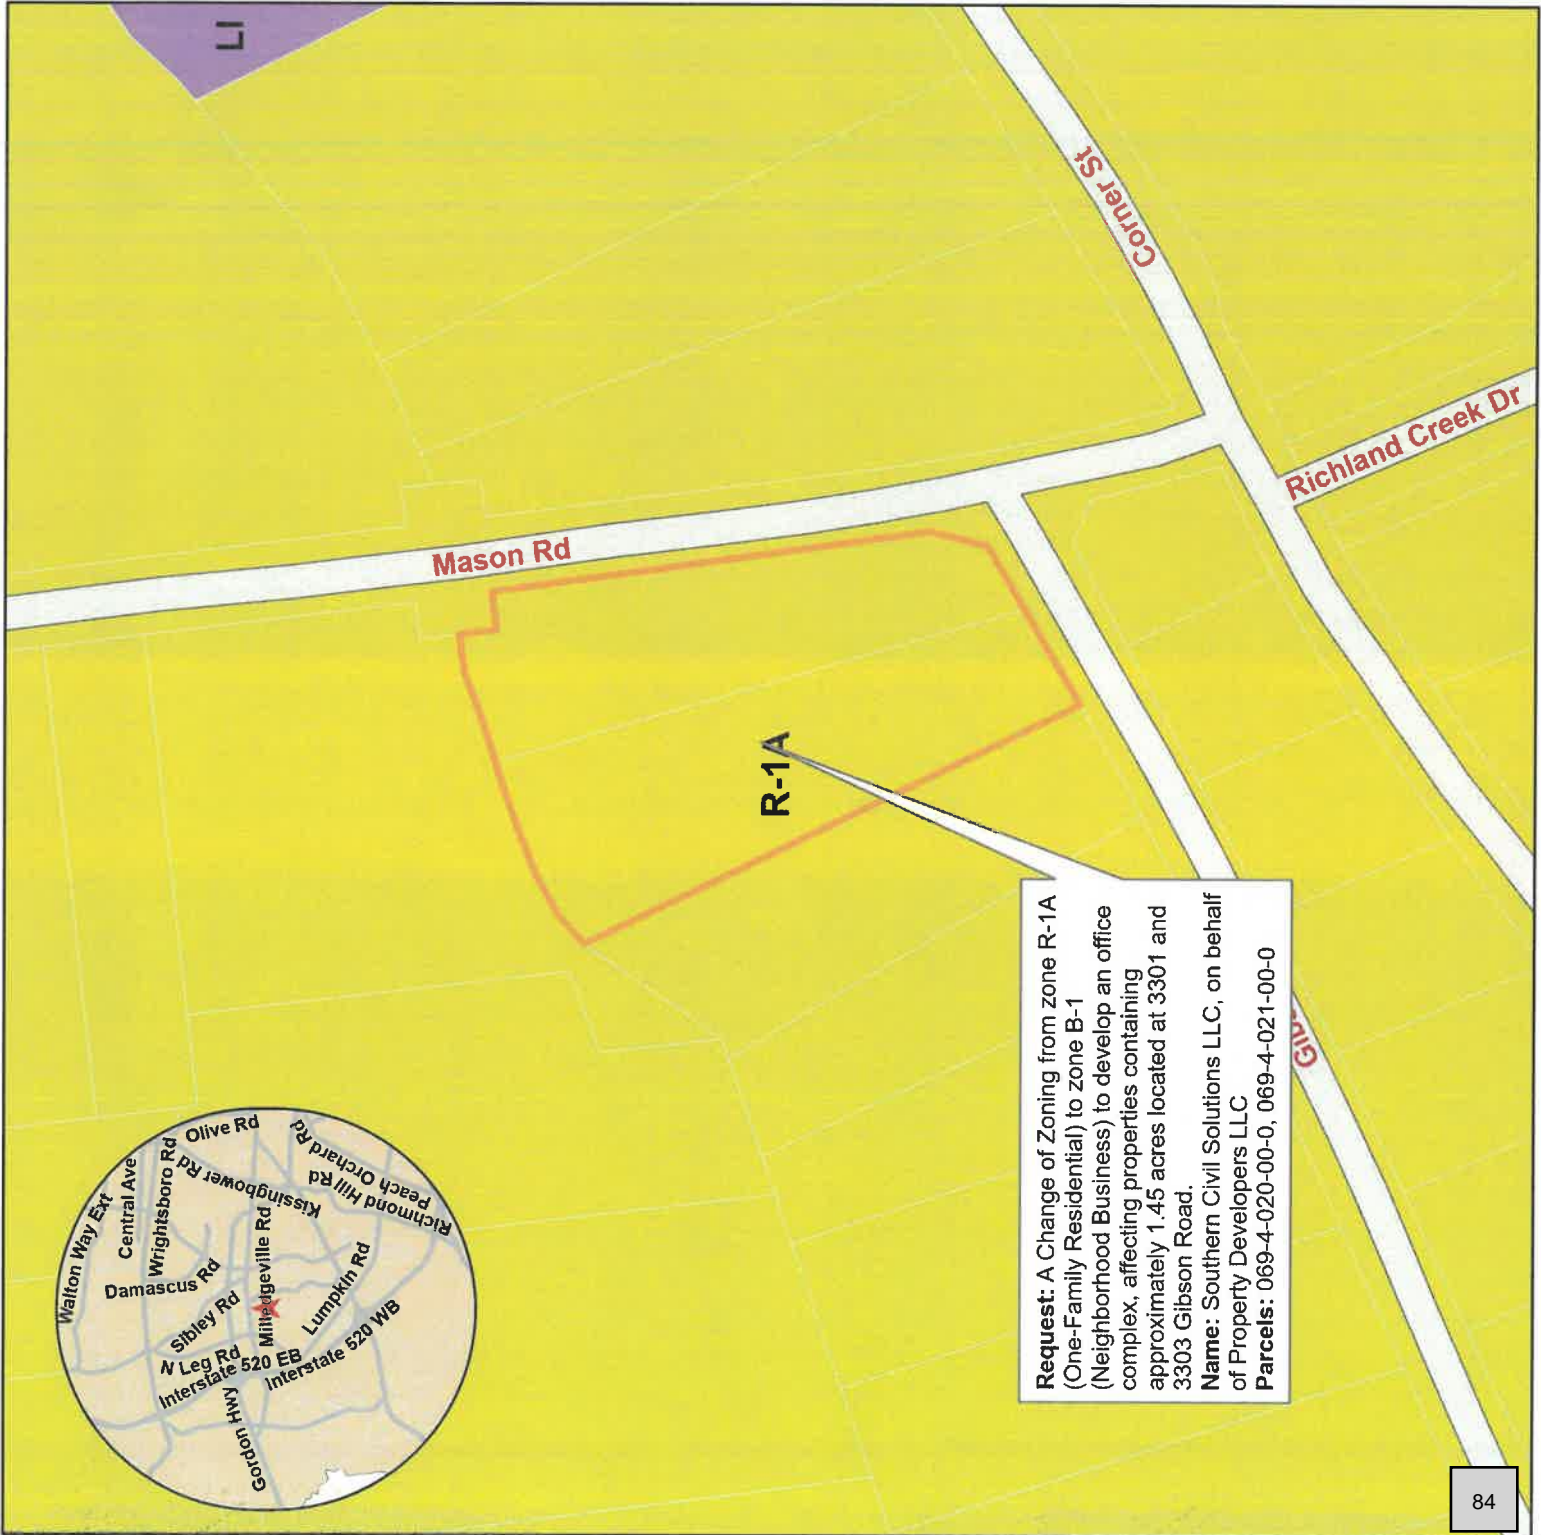 LI
Mason Rd
Corner St
Richland Creek Dr
R-1A
Walton Way Ext
Central Ave
Wrightsboro Rd
Olive Rd
Damascus Rd
Kissingbower Rd
Peach Orchard Rd
Richmond Hill Rd
Sibley Rd
Milledgeville Rd
Lumpkin Rd
N Leg Rd
Interstate 520 EB
Interstate 520 WB
Gordon Hwy
Request: A Change of Zoning from zone R-1A
(One-Family Residential) to zone B-1
(Neighborhood Business) to develop an office
complex, affecting properties containing
approximately 1.45 acres located at 3301 and
3303 Gibson Road.
Name: Southern Civil Solutions LLC, on behalf
of Property Developers LLC
Parcels: 069-4-020-00-0, 069-4-021-00-0
84